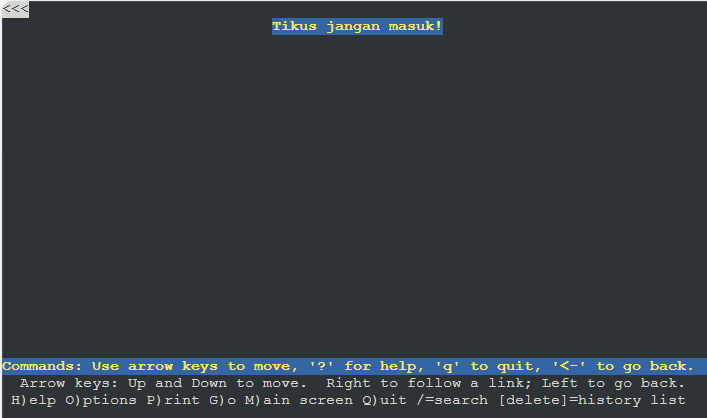 <<<
Tikus jangan masuk!
Commands: Use arrow keys to move, '?' for help, 'q' to quit, '<-' to go back.
Arrow keys: Up and Down to move.  Right to follow a link; Left to go back.
H)elp O)ptions P)rint G)o M)ain screen Q)uit /=search [delete]=history list